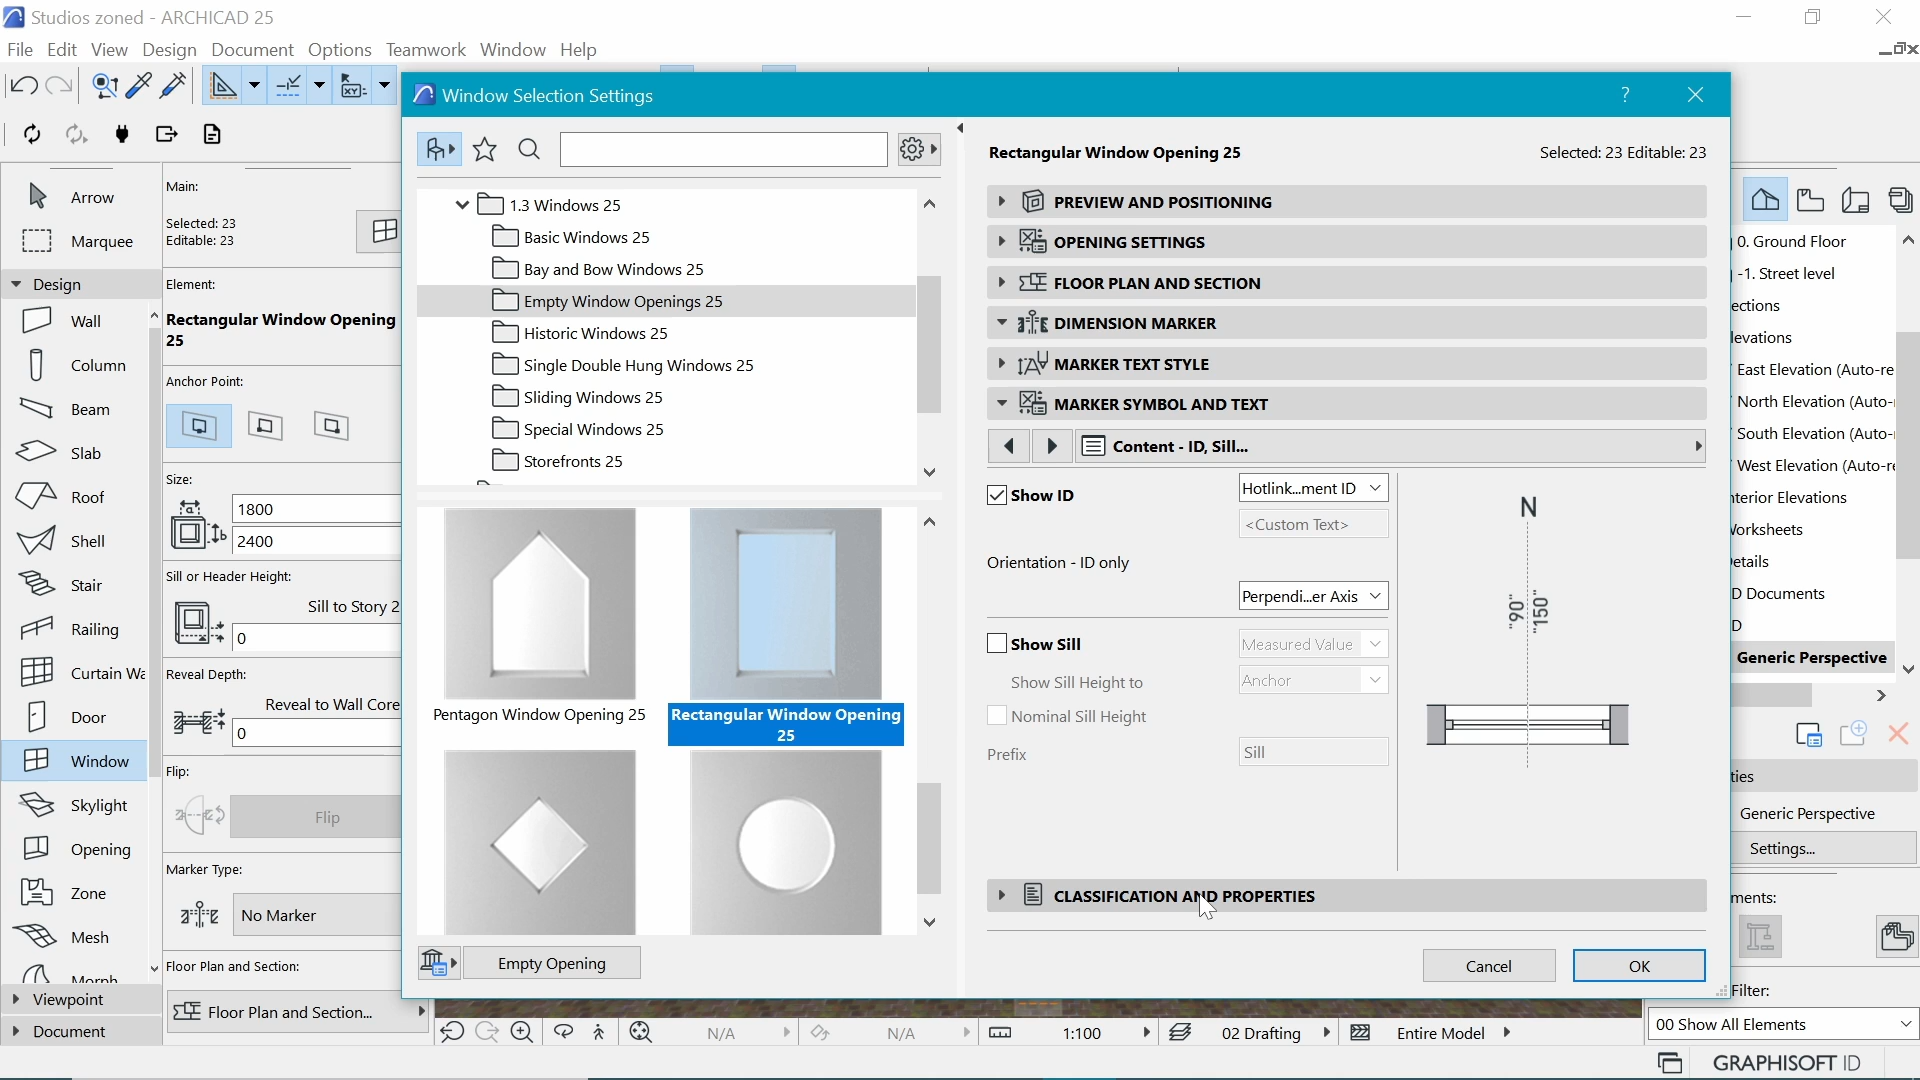 Studios zoned - ARCHICAD 25
File Edit View Design Document Options Teamwork Window Help
Window Selection Settings
?
Arrow
Marquee
Design
Wall
Column
Beam
Slab
Roof
Shell
Stair
Railing
Curtain Wa
Door
Window
Skylight
Opening
Zone
Mesh
Morph
Viewpoint
Document
Main:
Selected: 23
Editable: 23
Element:
Rectangular Window Opening
25
Anchor Point:
Size:
1800
2400
Sill or Header Height:
Sill to Story 2
0
Reveal Depth:
Reveal to Wall Core
0
Flip:
Flip
Marker Type:
No Marker
Floor Plan and Section:
Floor Plan and Section...
1.3 Windows 25
Basic Windows 25
Bay and Bow Windows 25
Empty Window Openings 25
Historic Windows 25
Single Double Hung Windows 25
Sliding Windows 25
Special Windows 25
Storefronts 25
Pentagon Window Opening 25
Rectangular Window Opening
25
Empty Opening
Rectangular Window Opening 25
Selected: 23 Editable: 23
PREVIEW AND POSITIONING
OPENING SETTINGS
FLOOR PLAN AND SECTION
DIMENSION MARKER
MARKER TEXT STYLE
MARKER SYMBOL AND TEXT
Content - ID, Sill...
Show ID
Hotlink...ment ID
<Custom Text>
Orientation - ID only
Perpendi...er Axis
Show Sill
Measured Value
Show Sill Height to
Anchor
Nominal Sill Height
Prefix
Sill
N
"90"
"150"
CLASSIFICATION AND PROPERTIES
Cancel
OK
0. Ground Floor
-1. Street level
ections
levations
East Elevation (Auto-re
North Elevation (Auto-
South Elevation (Auto-
West Elevation (Auto-re
nterior Elevations
Vorksheets
etails
D Documents
D
Generic Perspective
ties
Generic Perspective
Settings...
ments:
Filter:
00 Show All Elements
N/A
N/A
1:100
02 Drafting
Entire Model
GRAPHISOFT ID